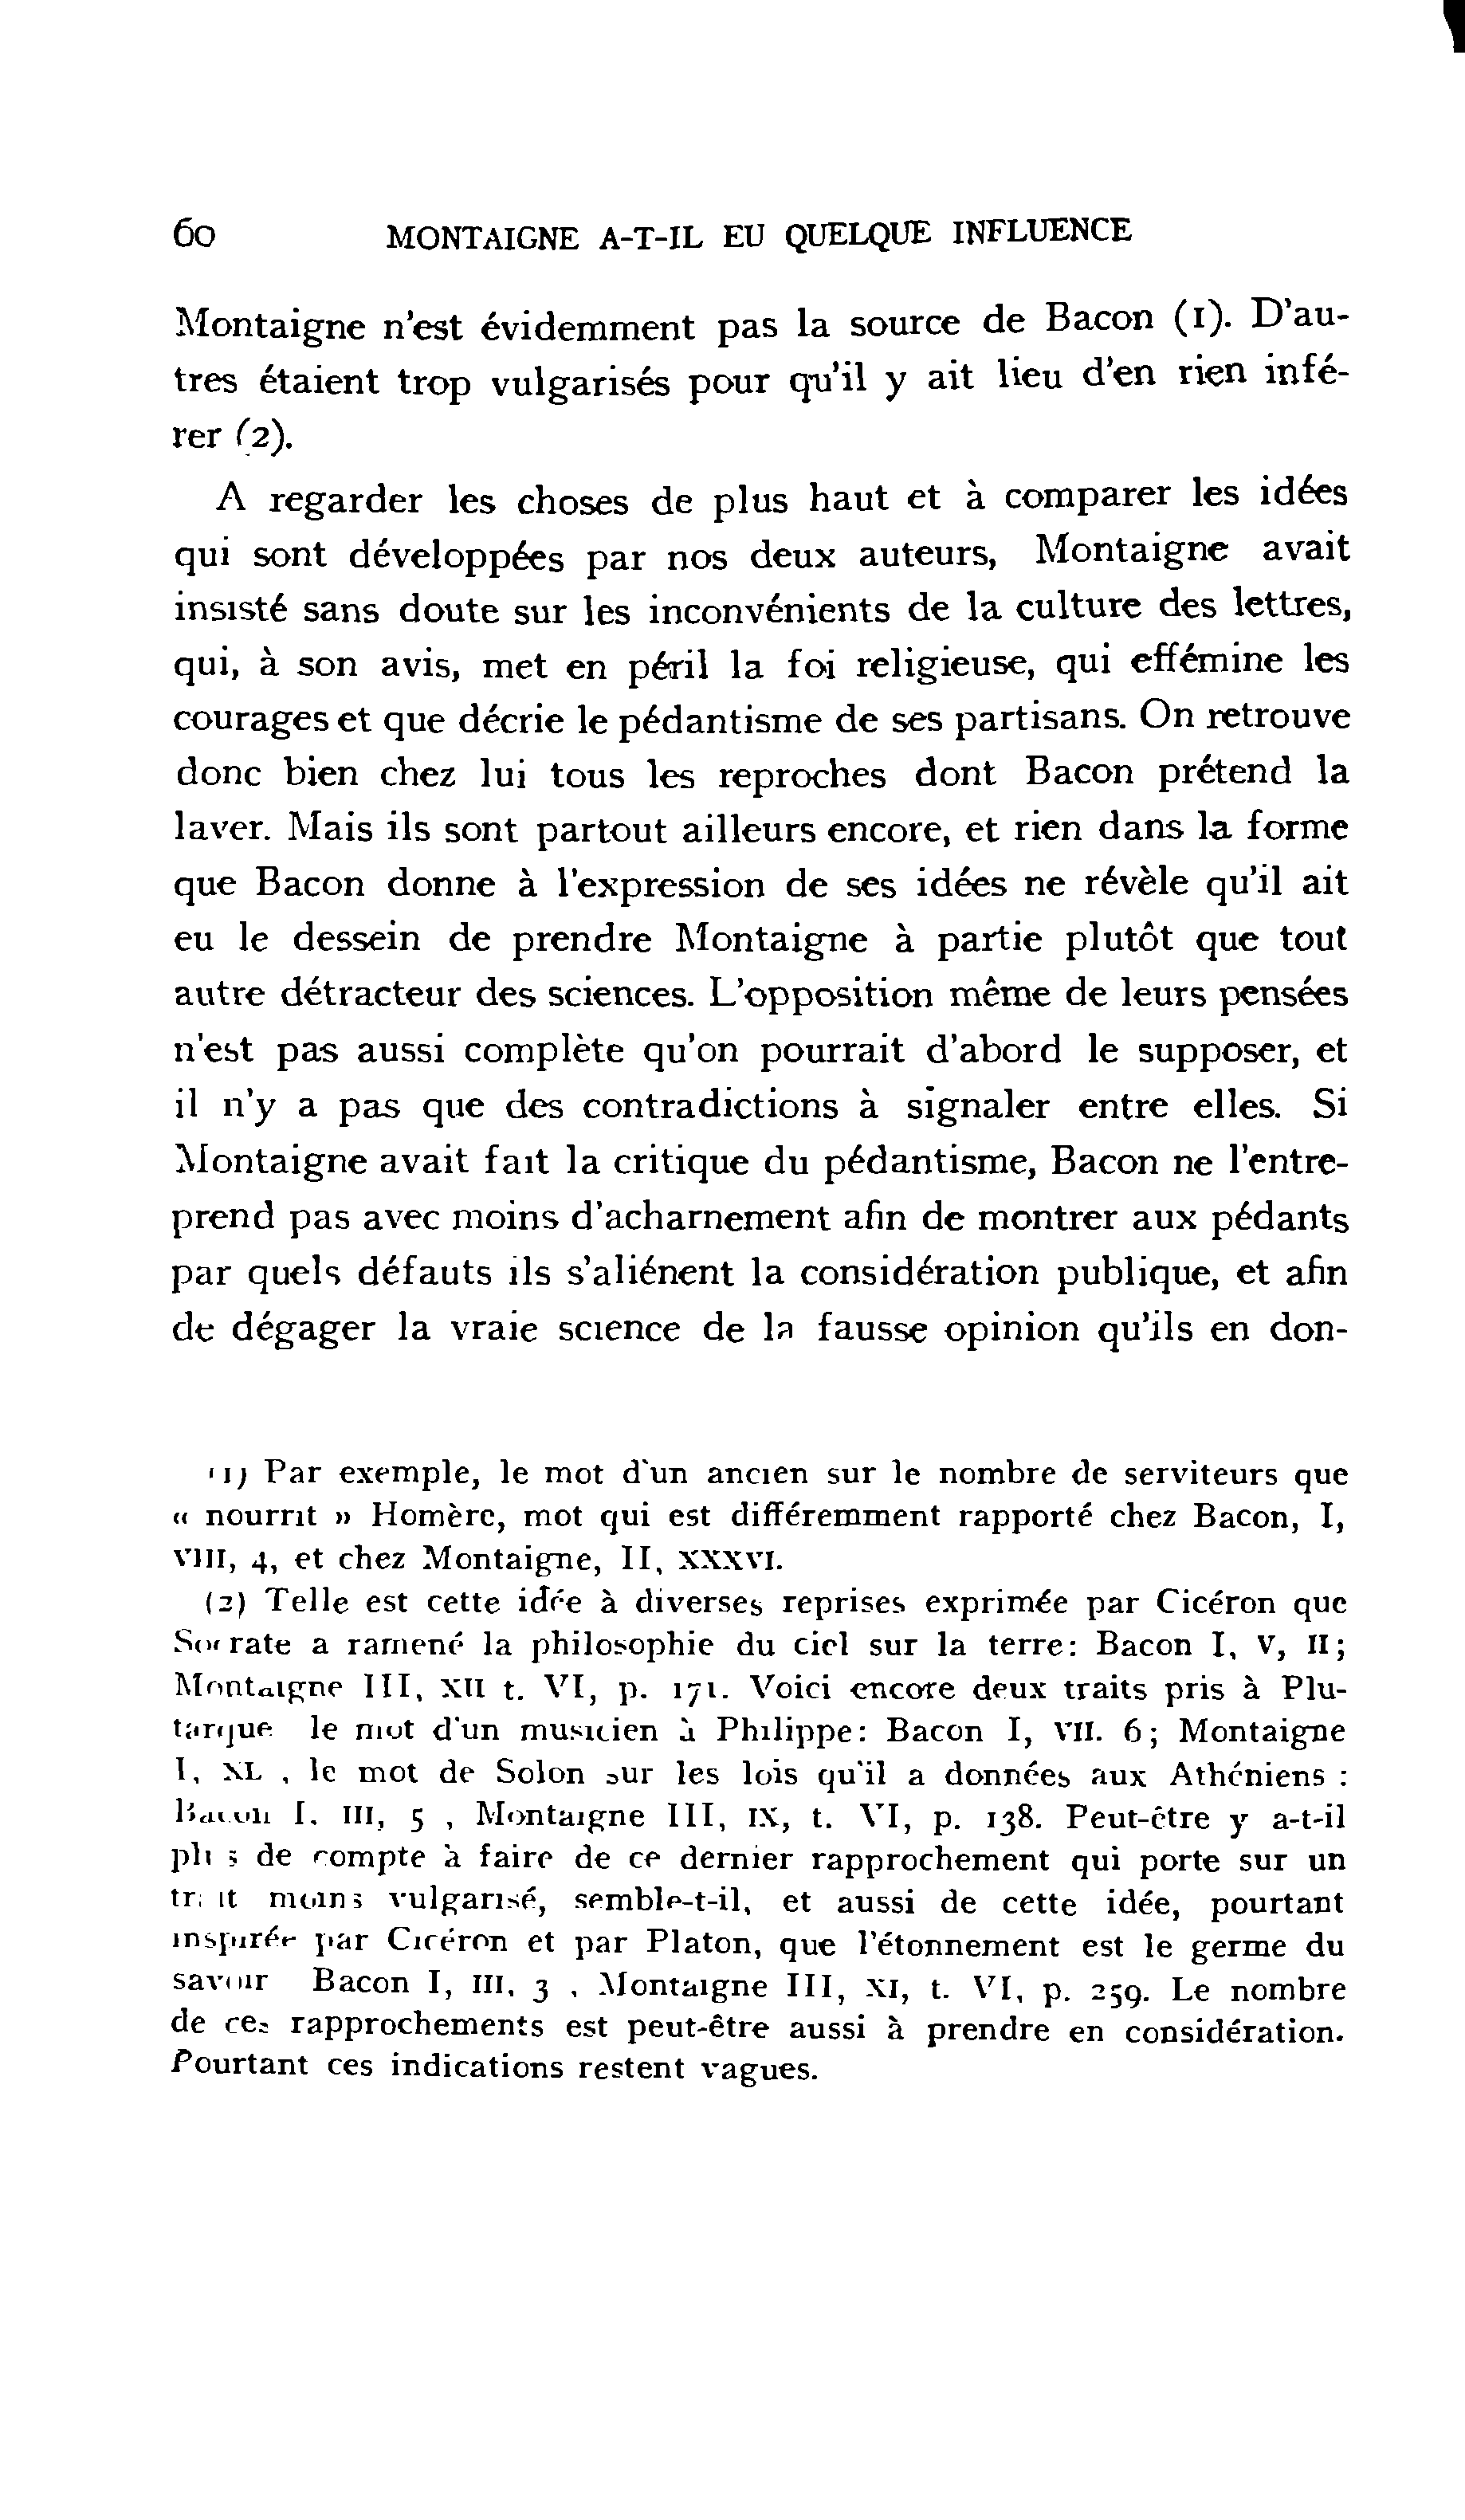 60 MONTAIGNE A-T-IL EU QUELQUE INFLUENCE
Montaigne n'est évidemment pas la source de Bacon (1). D'au-
tres étaient trop vulgarisés pour qu'il y ait lieu d'en rien infé-
rer (2).
A regarder les choses de plus haut et à comparer les idées
qui sont développées par nos deux auteurs, Montaigne avait
insisté sans doute sur les inconvénients de la culture des lettres,
qui, à son avis, met en péril la foi religieuse, qui effémine les
courages et que décrie le pédantisme de ses partisans. On retrouve
donc bien chez lui tous les reproches dont Bacon prétend la
laver. Mais ils sont partout ailleurs encore, et rien dans la forme
que Bacon donne à l'expression de ses idées ne révèle qu'il ait
eu le dessein de prendre Montaigne à partie plutôt que tout
autre détracteur des sciences. L'opposition même de leurs pensées
n'est pas aussi complète qu'on pourrait d'abord le supposer, et
il n'y a pas que des contradictions à signaler entre elles. Si
Montaigne avait fait la critique du pédantisme, Bacon ne l'entre-
prend pas avec moins d'acharnement afin de montrer aux pédants
par quels défauts ils s'aliénent la considération publique, et afin
de dégager la vraie science de la fausse opinion qu'ils en don-
(1) Par exemple, le mot d'un ancien sur le nombre de serviteurs que
« nourrit » Homère, mot qui est différemment rapporté chez Bacon, I,
VIII, 4, et chez Montaigne, II, XXXVI.
(2) Telle est cette idée à diverses reprises exprimée par Cicéron que
Socrate a ramené la philosophie du ciel sur la terre: Bacon I, V, II;
Montaigne III, XII t. VI, p. 171. Voici encore deux traits pris à Plu-
tarque le mot d'un musicien à Philippe: Bacon I, VII. 6; Montaigne
I, XL , le mot de Solon sur les lois qu'il a données aux Athéniens :
Bacon I. III, 5 , Montaigne III, IX, t. VI, p. 138. Peut-être y a-t-il
plus de compte à faire de ce dernier rapprochement qui porte sur un
trait moins vulgarisé, semble-t-il, et aussi de cette idée, pourtant
inspirée par Cicéron et par Platon, que l'étonnement est le germe du
savoir Bacon I, III, 3 , Montaigne III, XI, t. VI, p. 259. Le nombre
de ces rapprochements est peut-être aussi à prendre en considération.
Pourtant ces indications restent vagues.